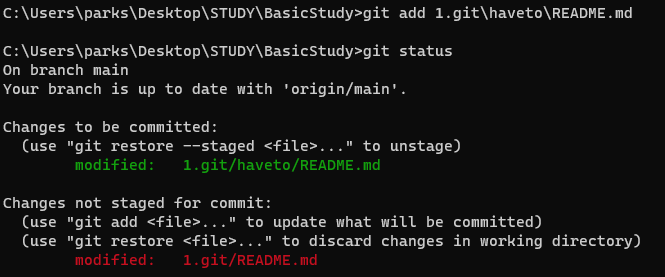 C:\Users\parks\Desktop\STUDY\BasicStudy>git add 1.git\haveto\README.md
C:\Users\parks\Desktop\STUDY\BasicStudy>git status
On branch main
Your branch is up to date with 'origin/main'.
Changes to be committed:
(use "git restore --staged <file>..." to unstage)
modified:   1.git/haveto/README.md
Changes not staged for commit:
(use "git add <file>..." to update what will be committed)
(use "git restore <file>..." to discard changes in working directory)
modified:   1.git/README.md